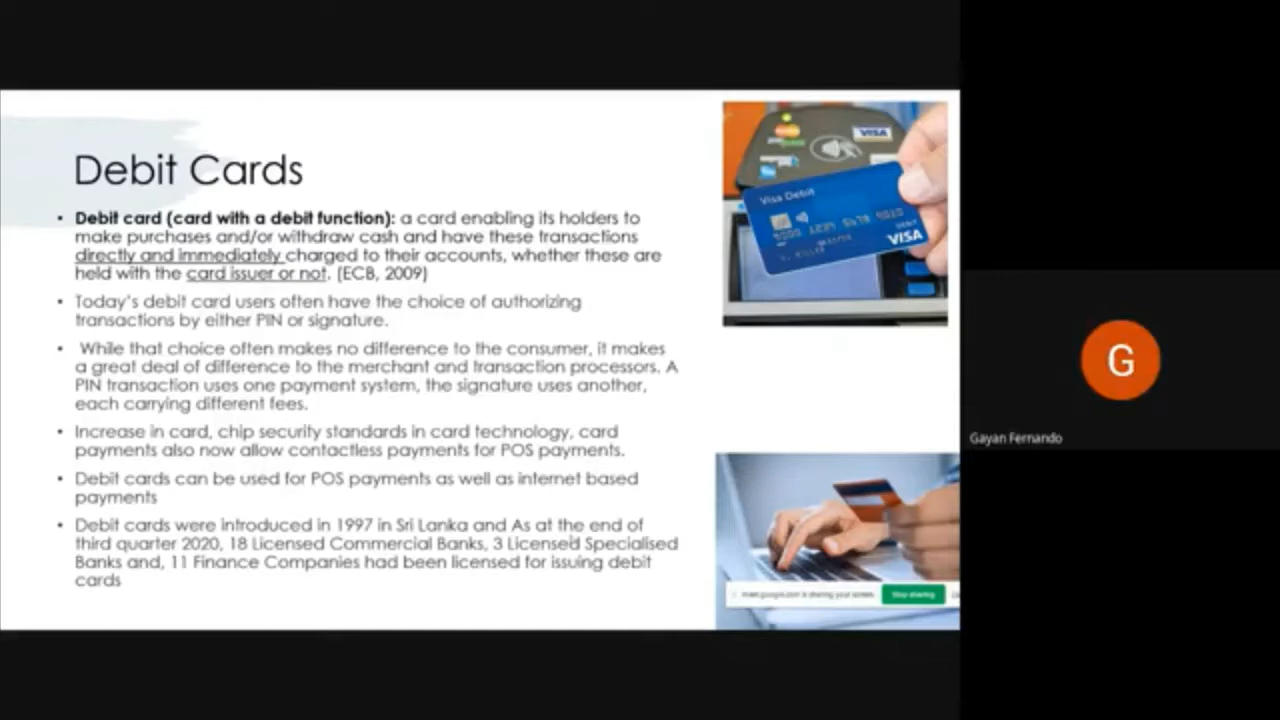 Debit Cards
• Debit card (card with a debit function): a card enabling its holders to
make purchases and/or withdraw cash and have these transactions
directly and immediately charged to their accounts, whether these are
held with the card issuer or not. (ECB, 2009)
• Today's debit card users often have the choice of authorizing
transactions by either PIN or signature.
• While that choice often makes no difference to the consumer, it makes
a great deal of difference to the merchant and transaction processors. A
PIN transaction uses one payment system, the signature uses another,
each carrying different fees.
• Increase in card, chip security standards in card technology, card
payments also now allow contactless payments for POS payments.
• Debit cards can be used for POS payments as well as internet based
payments
• Debit cards were introduced in 1997 in Sri Lanka and As at the end of
third quarter 2020, 18 Licensed Commercial Banks, 3 Licensed Specialised
Banks and, 11 Finance Companies had been licensed for issuing debit
cards
VISA
Visa Debit
DEBIT
VISA
meet.google.com is sharing your screen.
Stop sharing
G
Gayan Fernando